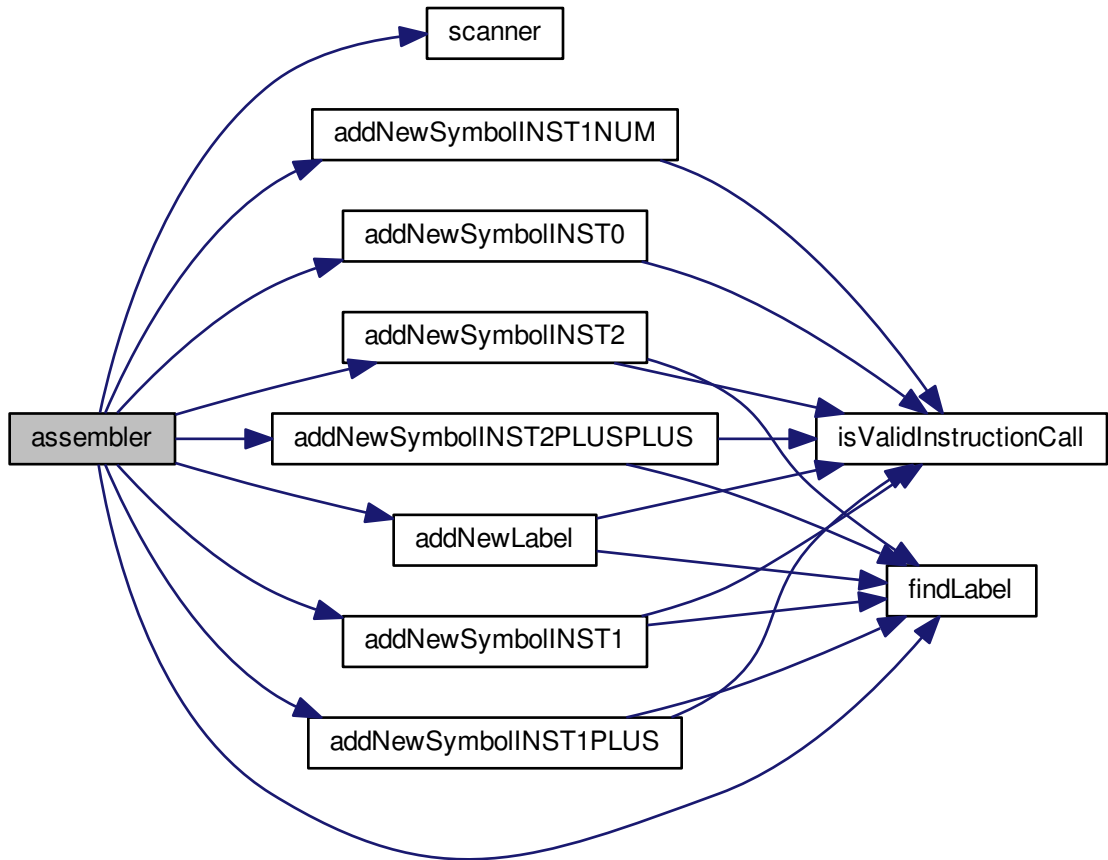 scanner
addNewSymbolINST1NUM
addNewSymbolINST0
addNewSymbolINST2
assembler
addNewSymbolINST2PLUSPLUS
isValidInstructionCall
addNewLabel
findLabel
addNewSymbolINST1
addNewSymbolINST1PLUS